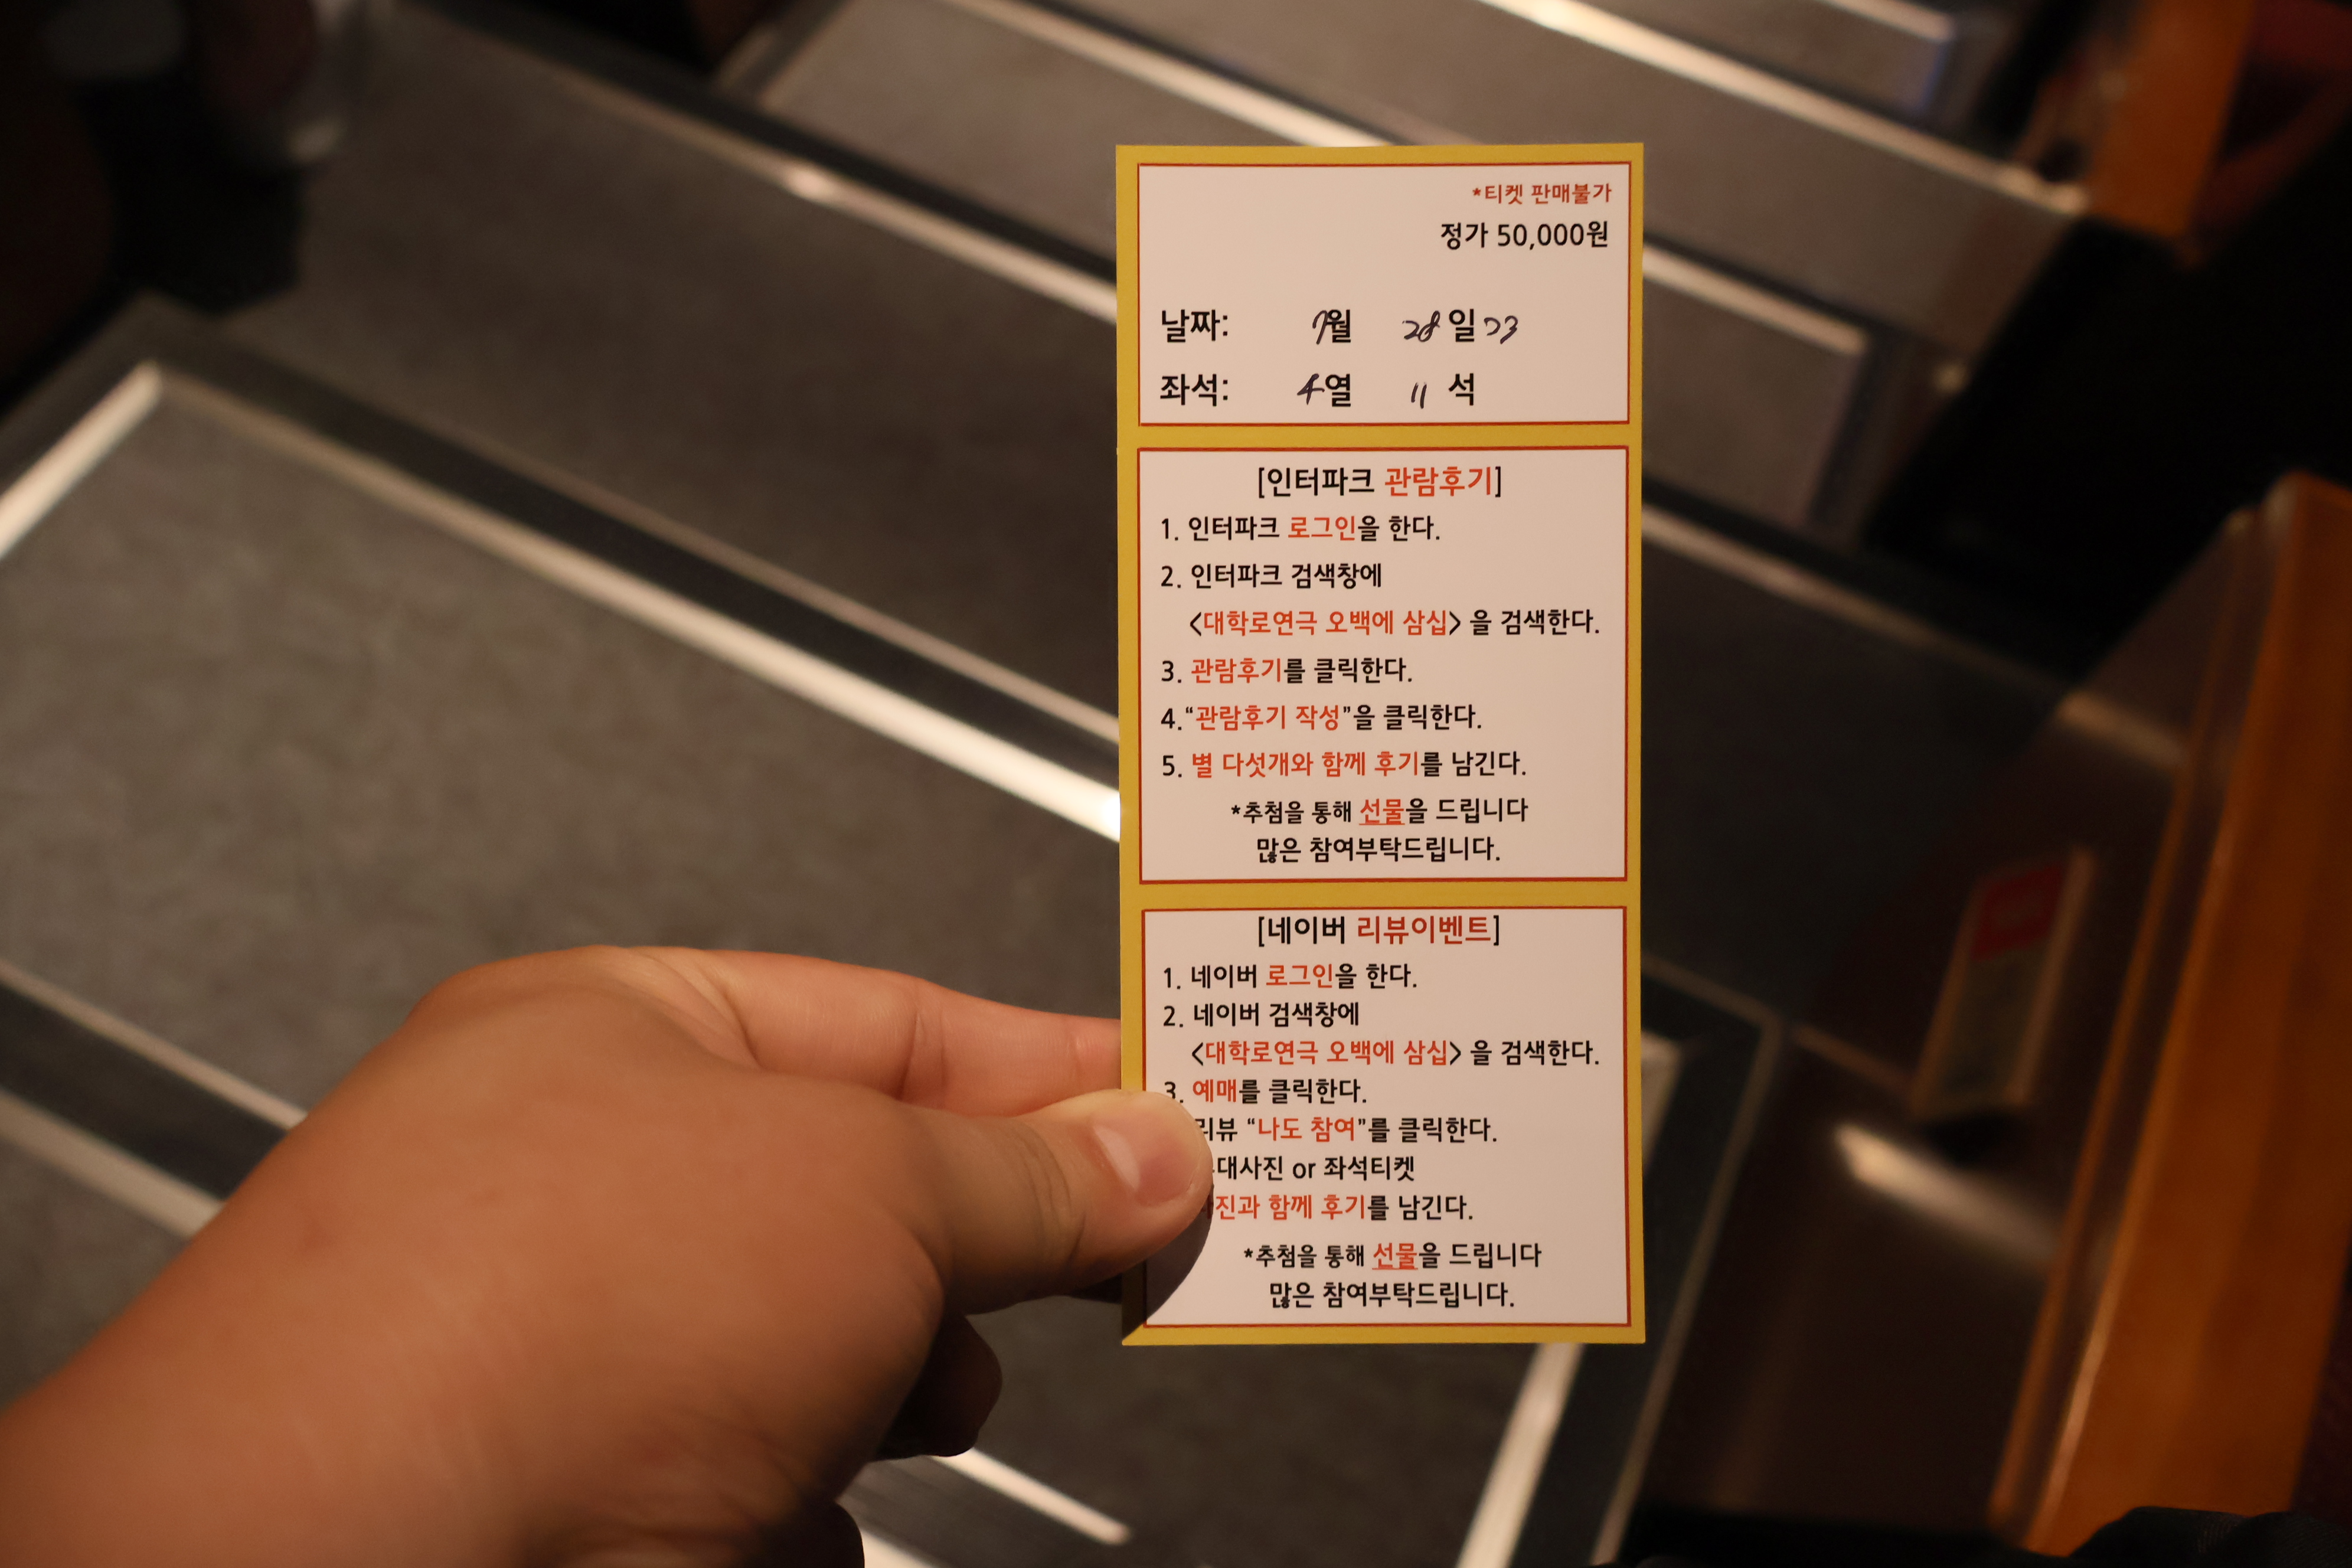 *티켓 판매불가
정가 50,000원
날짜: 7월 28일
좌석: 4열 11 석
[인터파크 관람후기]
1. 인터파크 로그인을 한다.
2. 인터파크 검색창에
<대학로연극 오백에 삼십> 을 검색한다.
3. 관람후기를 클릭한다.
4.“관람후기 작성”을 클릭한다.
5. 별 다섯개와 함께 후기를 남긴다.
*추첨을 통해 선물을 드립니다
많은 참여부탁드립니다.
[네이버 리뷰이벤트]
1. 네이버 로그인을 한다.
2. 네이버 검색창에
<대학로연극 오백에 삼십> 을 검색한다.
3. 예매를 클릭한다.
리뷰 “나도 참여”를 클릭한다.
or 좌석티켓
함께 후기를 남긴다.
*추첨을 통해 선물을 드립니다
많은 참여부탁드립니다.